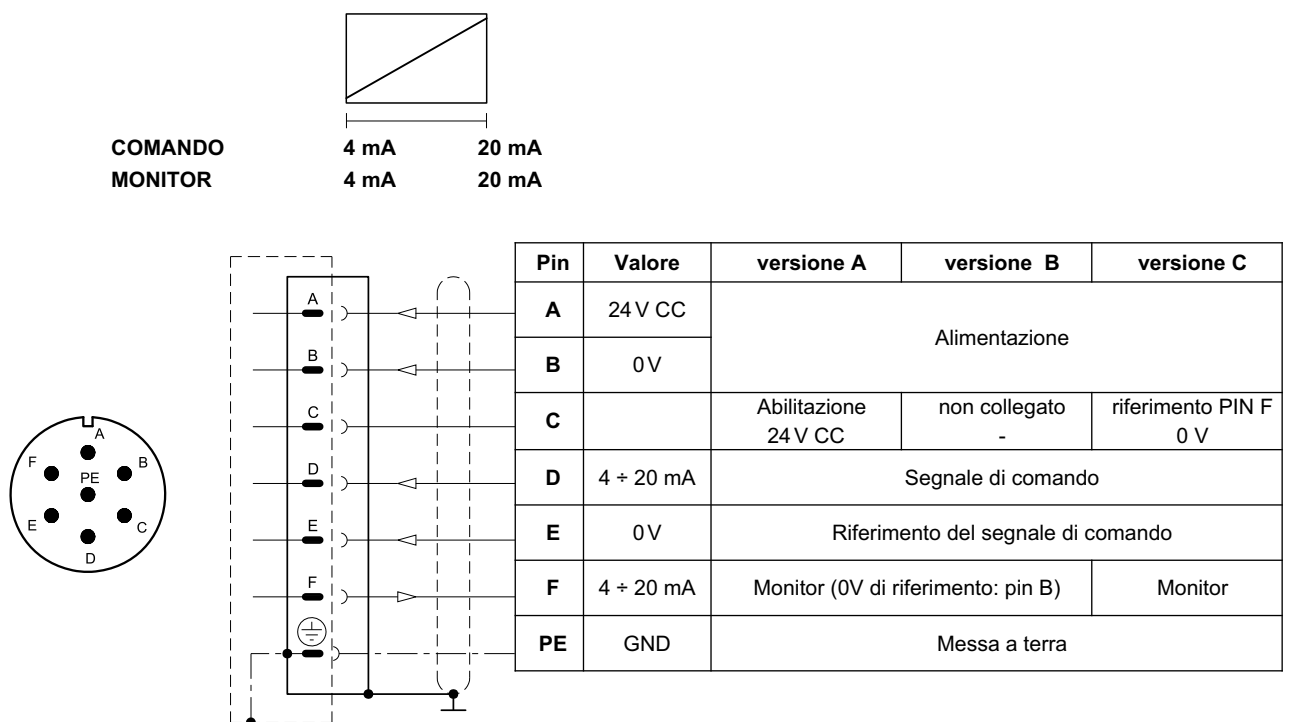 COMANDO 4 mA 20 mA
MONITOR 4 mA 20 mA
Pin Valore versione A versione B versione C
A 24 V CC Alimentazione
B 0 V
C Abilitazione 24 V CC non collegato - riferimento PIN F 0 V
D 4 ÷ 20 mA Segnale di comando
E 0 V Riferimento del segnale di comando
F 4 ÷ 20 mA Monitor (0V di riferimento: pin B) Monitor
PE GND Messa a terra
A
B
C
D
E
F
A
F
B
PE
E
C
D